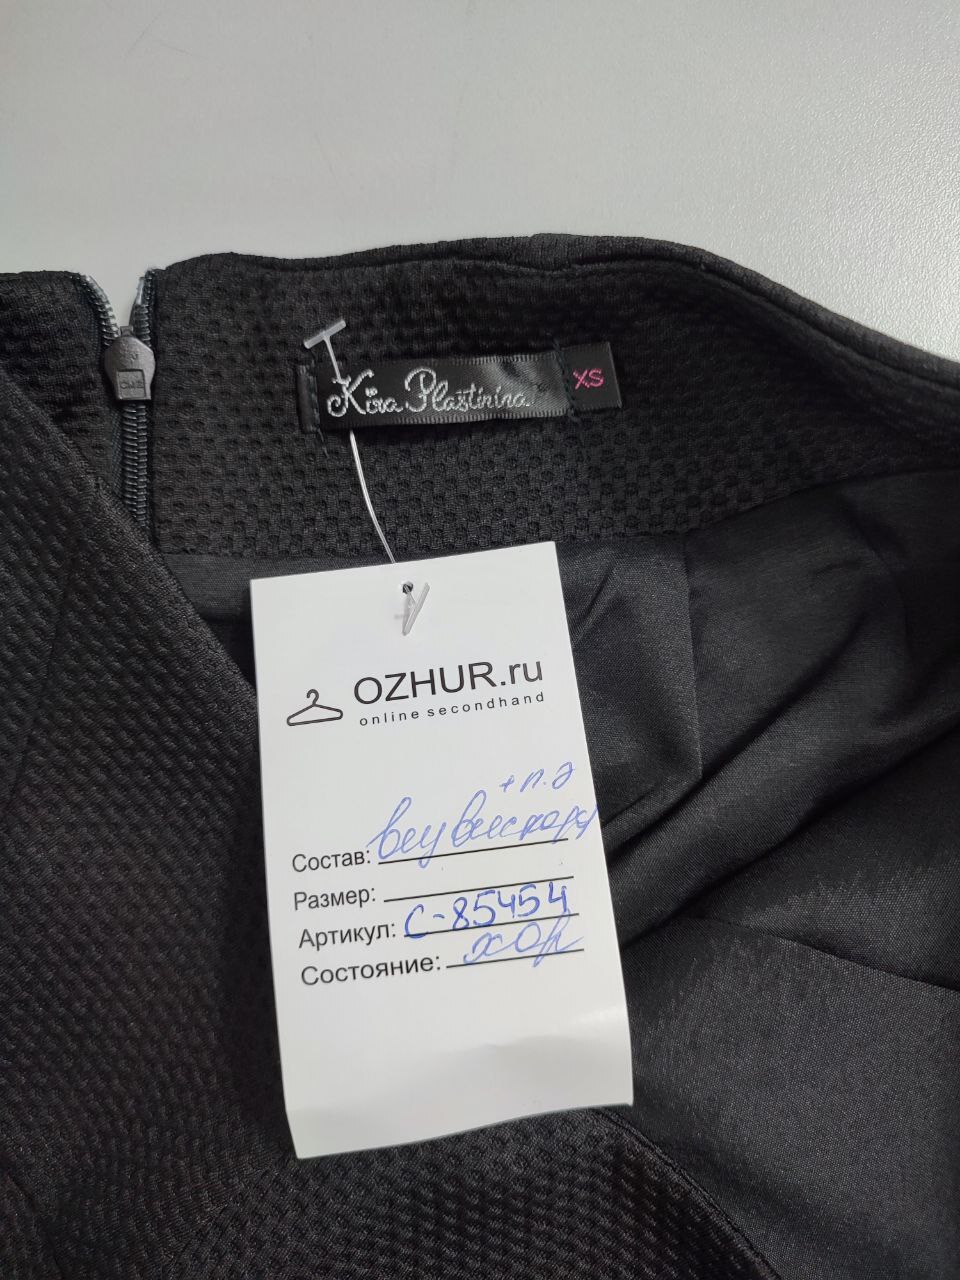 Kira Plastinina
XS
OZHUR.ru
online secondhand
+ п.э
Состав:
Размер:
Артикул: С-85454
Состояние: хор